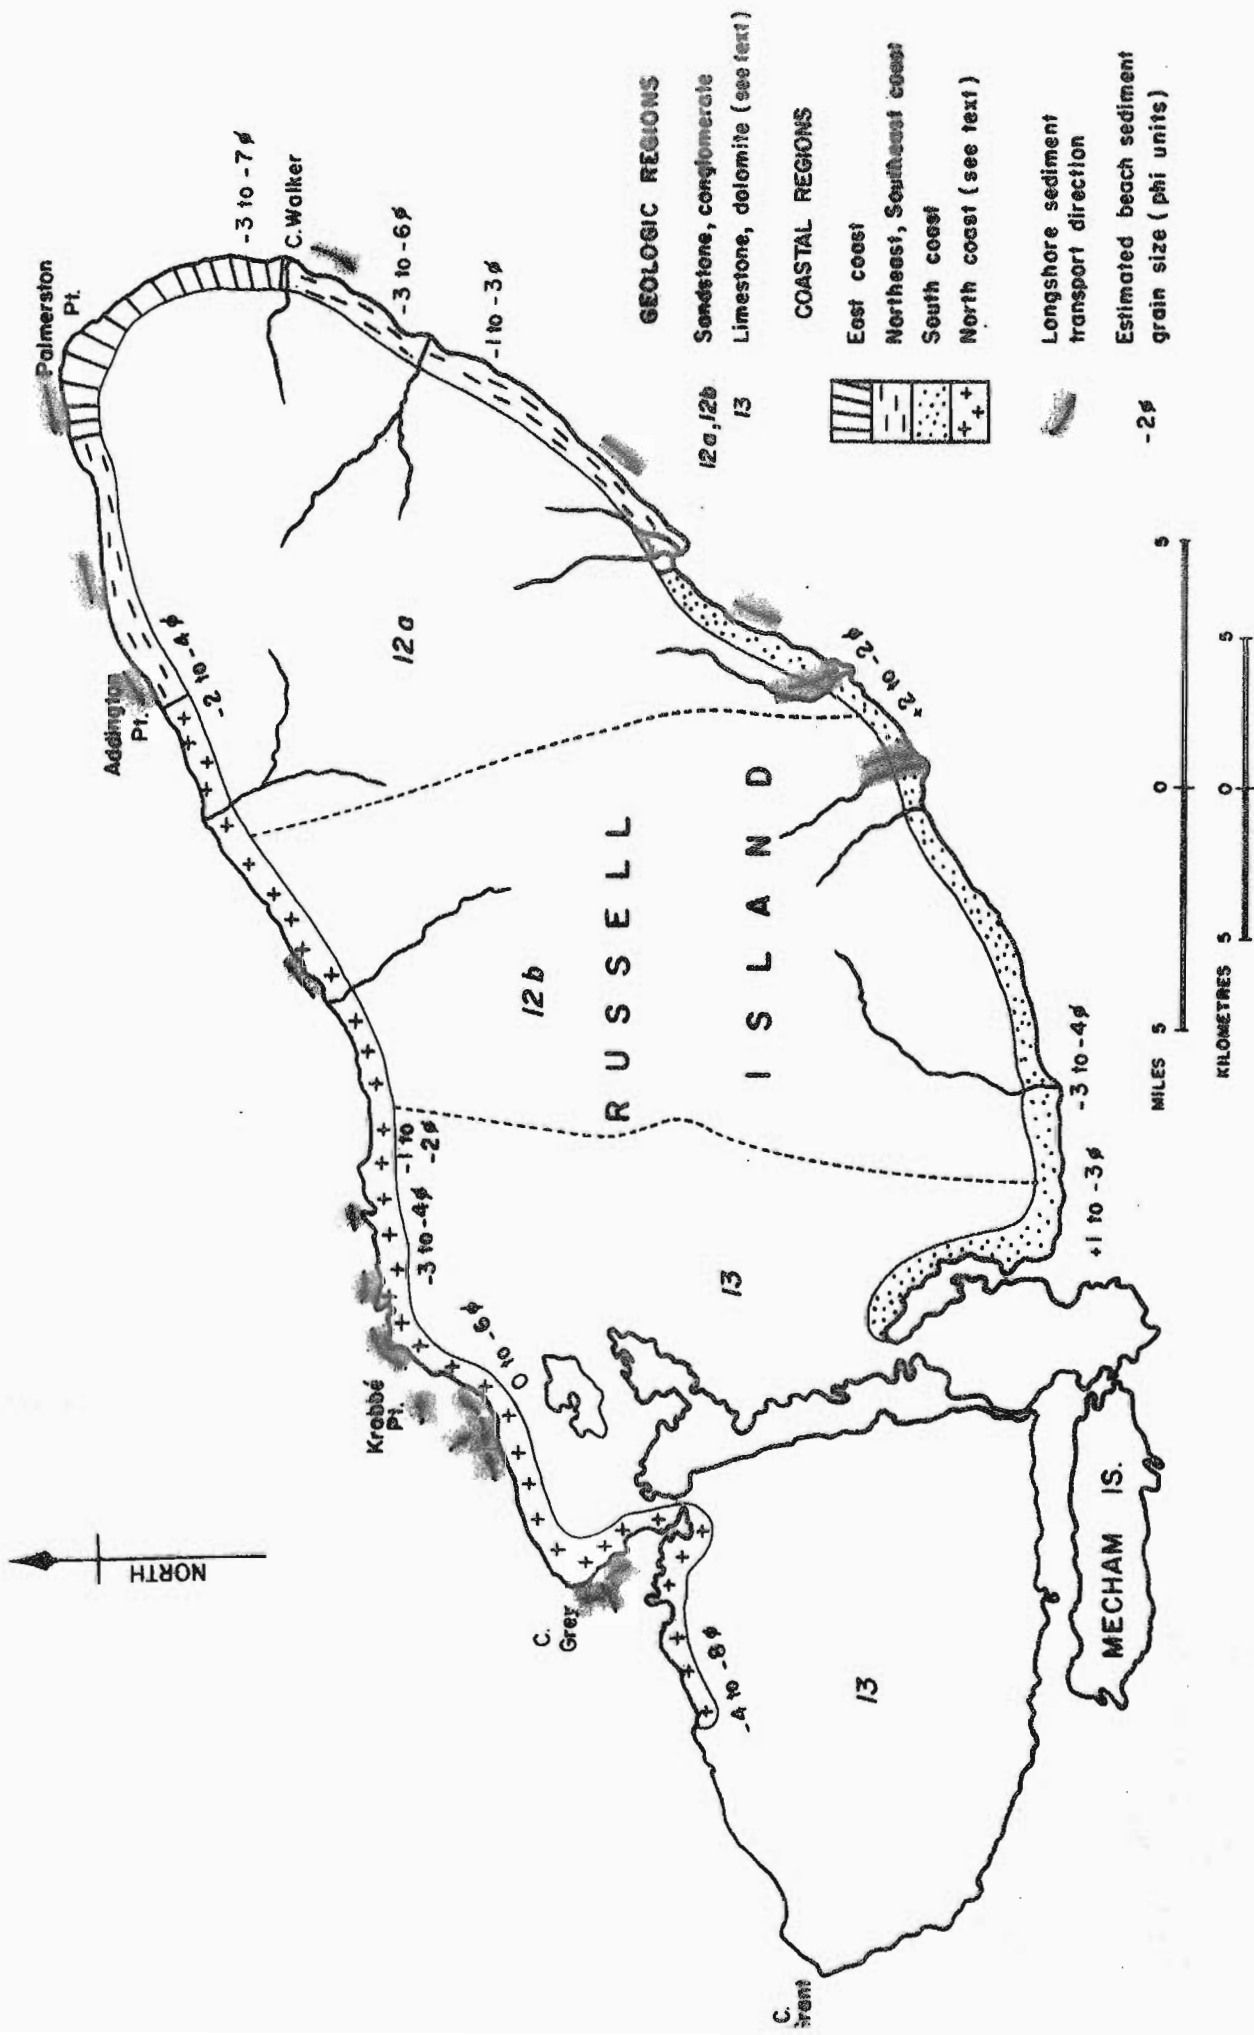 Palmerston
Pt.
-3 to -7ø
C. Walker
-3 to -6ø
-1 to -3ø
Addington
Pt.
-2 to -4ø
12a
+2 to -2ø
12b
RUSSELL
ISLAND
-1 to
-2ø
-3 to -4ø
-3 to -4ø
Krabbé
Pt.
0 to -6ø
13
+1 to -3ø
NORTH
C.
Grey
-4 to -8ø
13
MECHAM IS.
C.
GEOLOGIC REGIONS
12a, 12b Sandstone, conglomerate
13 Limestone, dolomite (see text)
COASTAL REGIONS
East coast
Northeast, Southeast coast
South coast
North coast (see text)
Longshore sediment
transport direction
-2ø Estimated beach sediment
grain size (phi units)
MILES 5 0 5
KILOMETRES 5 0 5